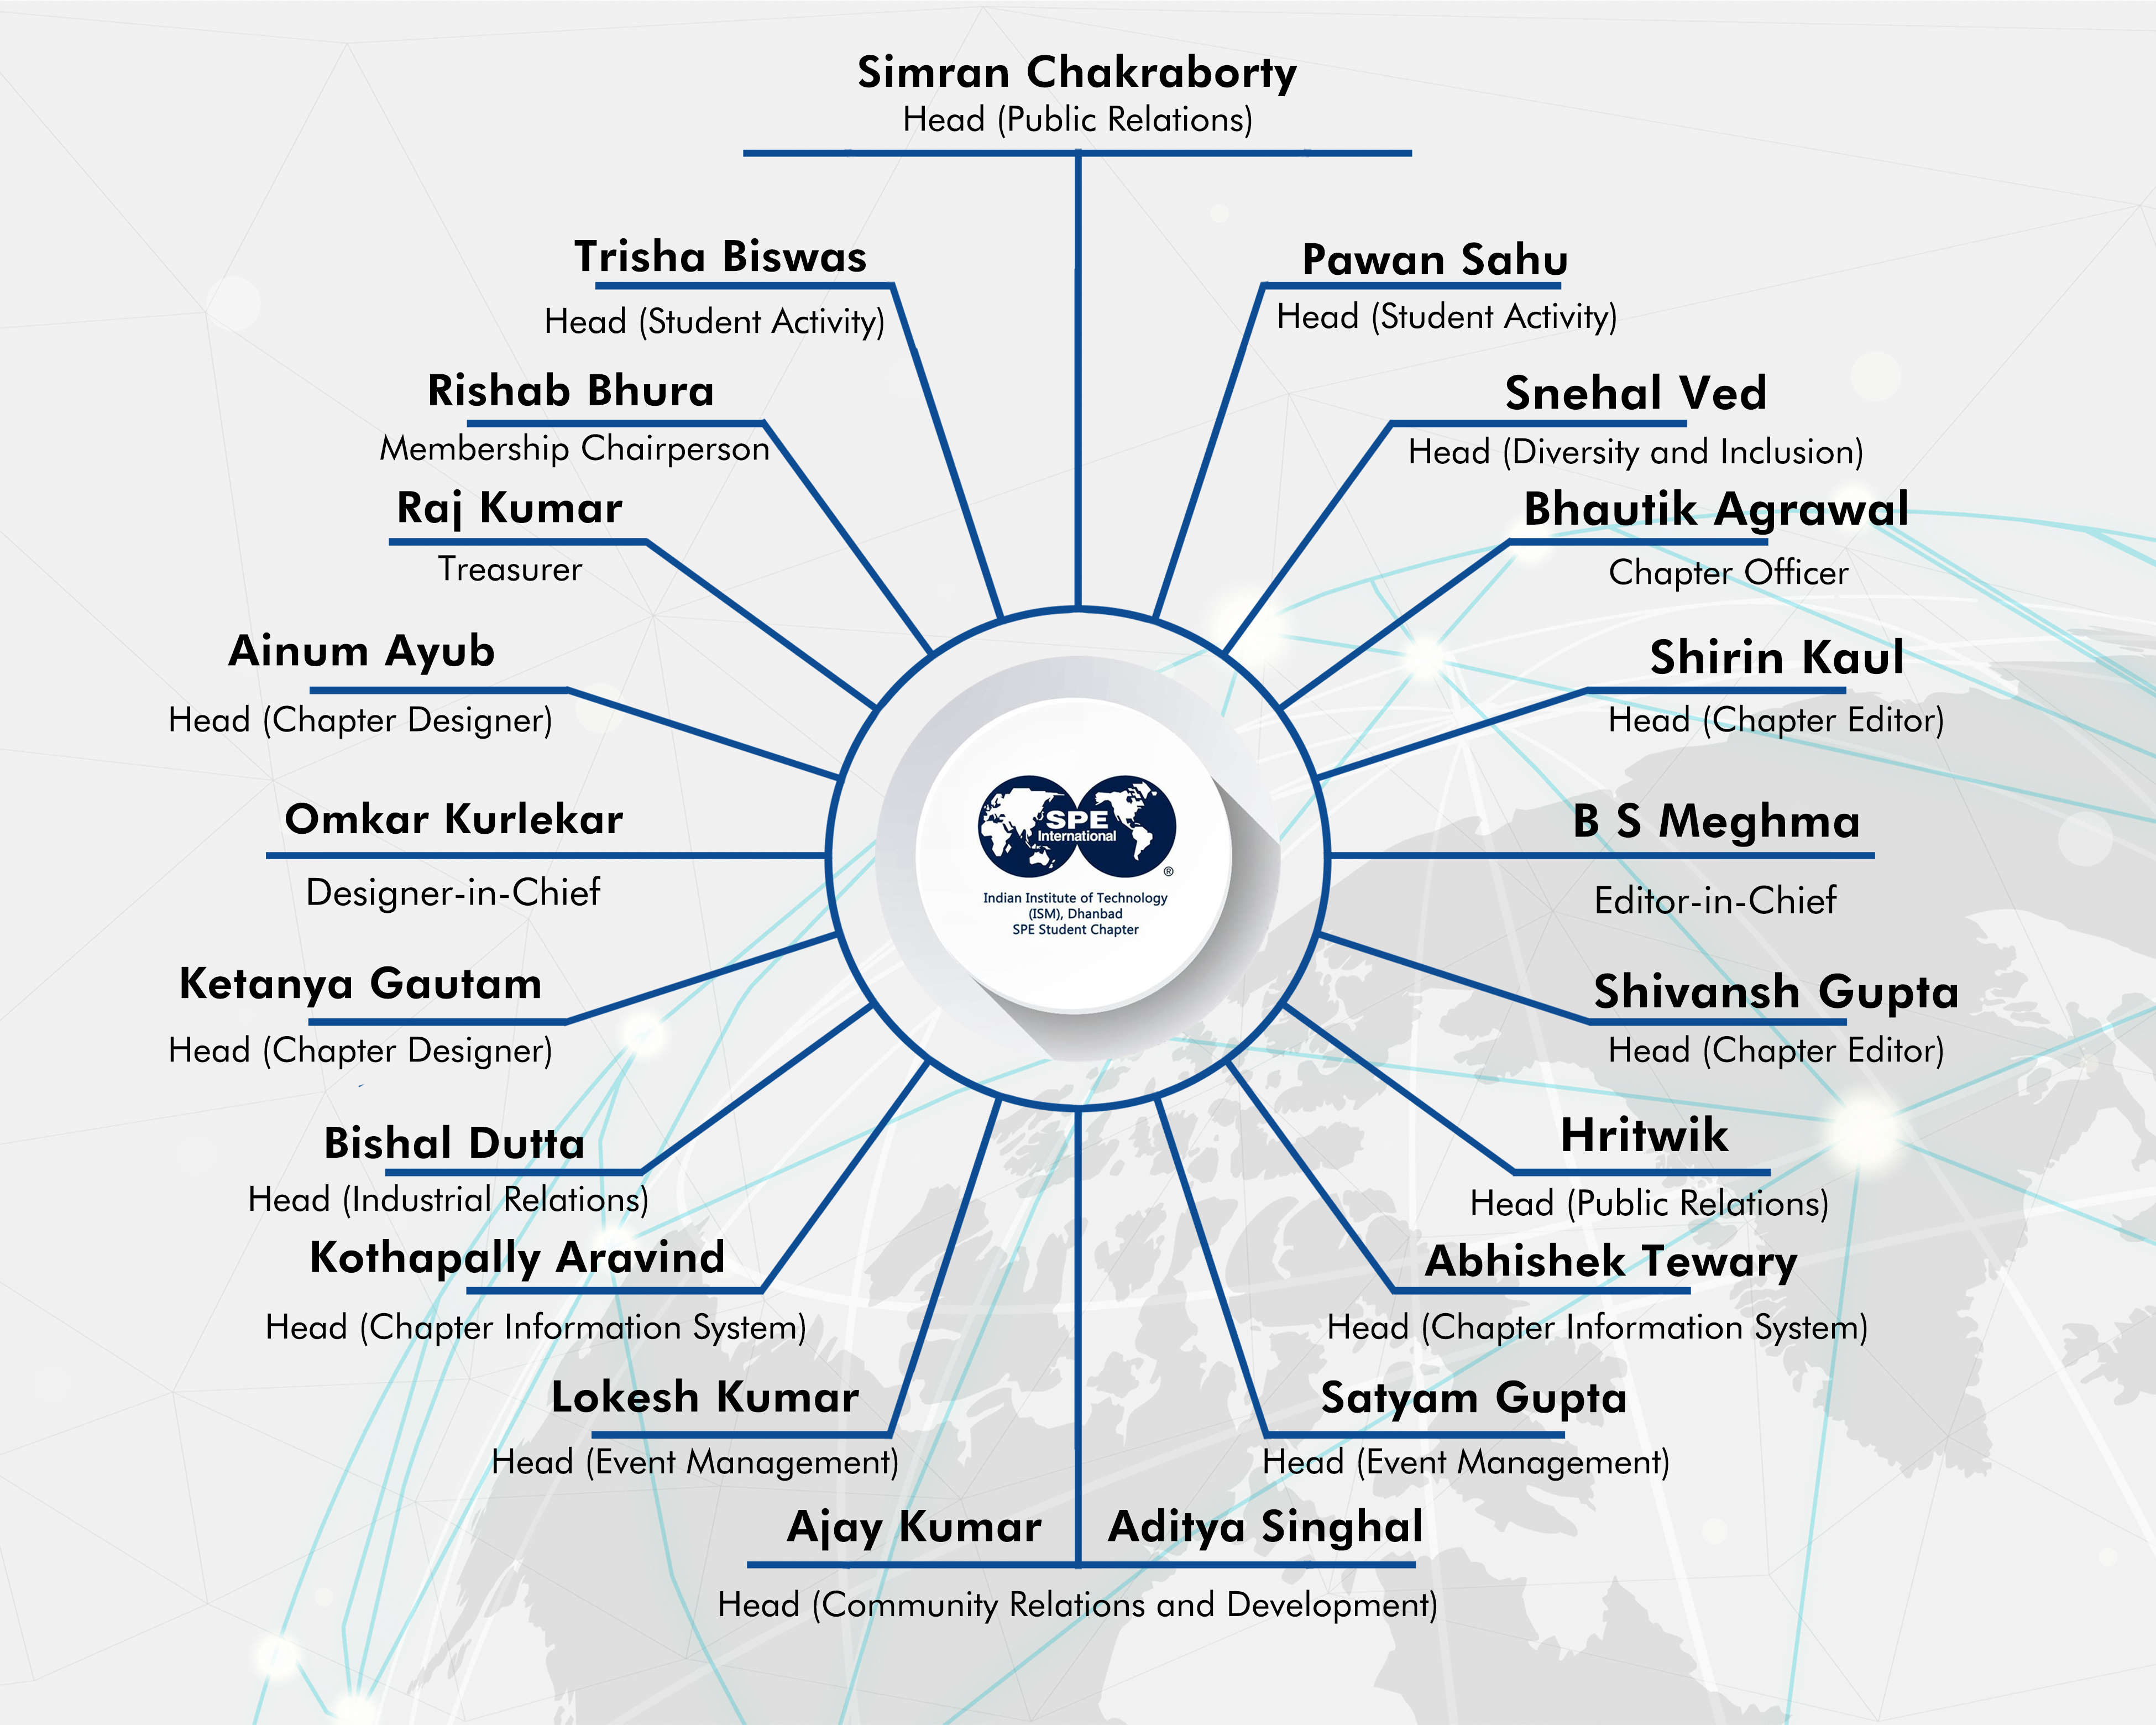 Simran Chakraborty
Head (Public Relations)
Trisha Biswas
Head (Student Activity)
Pawan Sahu
Head (Student Activity)
Rishab Bhura
Membership Chairperson
Snehal Ved
Head (Diversity and Inclusion)
Raj Kumar
Treasurer
Bhautik Agrawal
Chapter Officer
Ainum Ayub
Head (Chapter Designer)
Shirin Kaul
Head (Chapter Editor)
Omkar Kurlekar
Designer-in-Chief
SPE
International
®
Indian Institute of Technology
(ISM), Dhanbad
SPE Student Chapter
B S Meghma
Editor-in-Chief
Ketanya Gautam
Head (Chapter Designer)
Shivansh Gupta
Head (Chapter Editor)
Bishal Dutta
Head (Industrial Relations)
Hritwik
Head (Public Relations)
Kothapally Aravind
Head (Chapter Information System)
Abhishek Tewary
Head (Chapter Information System)
Lokesh Kumar
Head (Event Management)
Satyam Gupta
Head (Event Management)
Ajay Kumar
Aditya Singhal
Head (Community Relations and Development)